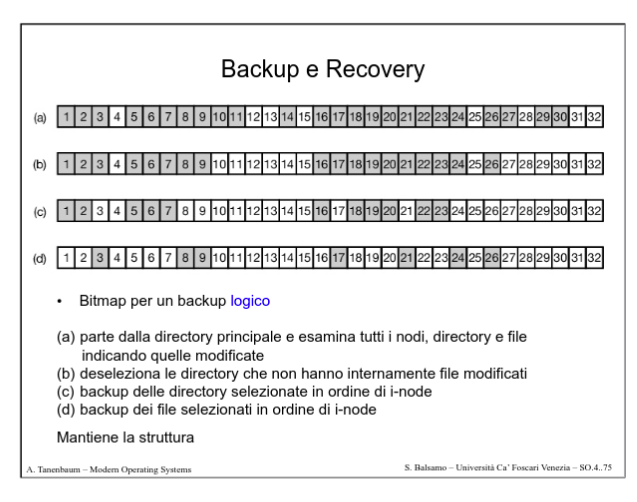 Backup e Recovery
(a) 1 2 3 4 5 6 7 8 9 10 11 12 13 14 15 16 17 18 19 20 21 22 23 24 25 26 27 28 29 30 31 32
(b) 1 2 3 4 5 6 7 8 9 10 11 12 13 14 15 16 17 18 19 20 21 22 23 24 25 26 27 28 29 30 31 32
(c) 1 2 3 4 5 6 7 8 9 10 11 12 13 14 15 16 17 18 19 20 21 22 23 24 25 26 27 28 29 30 31 32
(d) 1 2 3 4 5 6 7 8 9 10 11 12 13 14 15 16 17 18 19 20 21 22 23 24 25 26 27 28 29 30 31 32
• Bitmap per un backup logico
(a) parte dalla directory principale e esamina tutti i nodi, directory e file
indicando quelle modificate
(b) deseleziona le directory che non hanno internamente file modificati
(c) backup delle directory selezionate in ordine di i-node
(d) backup dei file selezionati in ordine di i-node
Mantiene la struttura
A. Tanenbaum – Modern Operating Systems
S. Balsamo – Università Ca' Foscari Venezia – SO.4..75